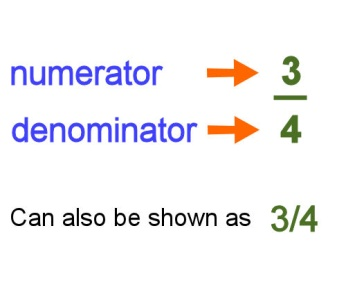 numerator 3
denominator 4
Can also be shown as 3/4